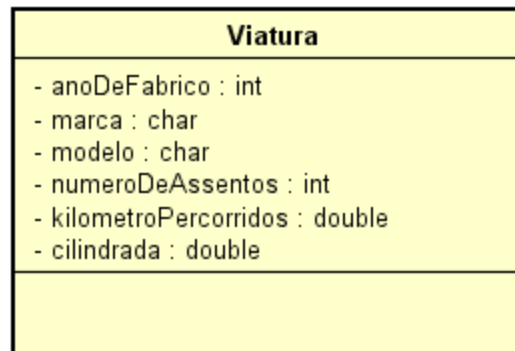 Viatura
- anoDeFabrico : int
- marca : char
- modelo : char
- numeroDeAssentos : int
- kilometroPercorridos : double
- cilindrada : double